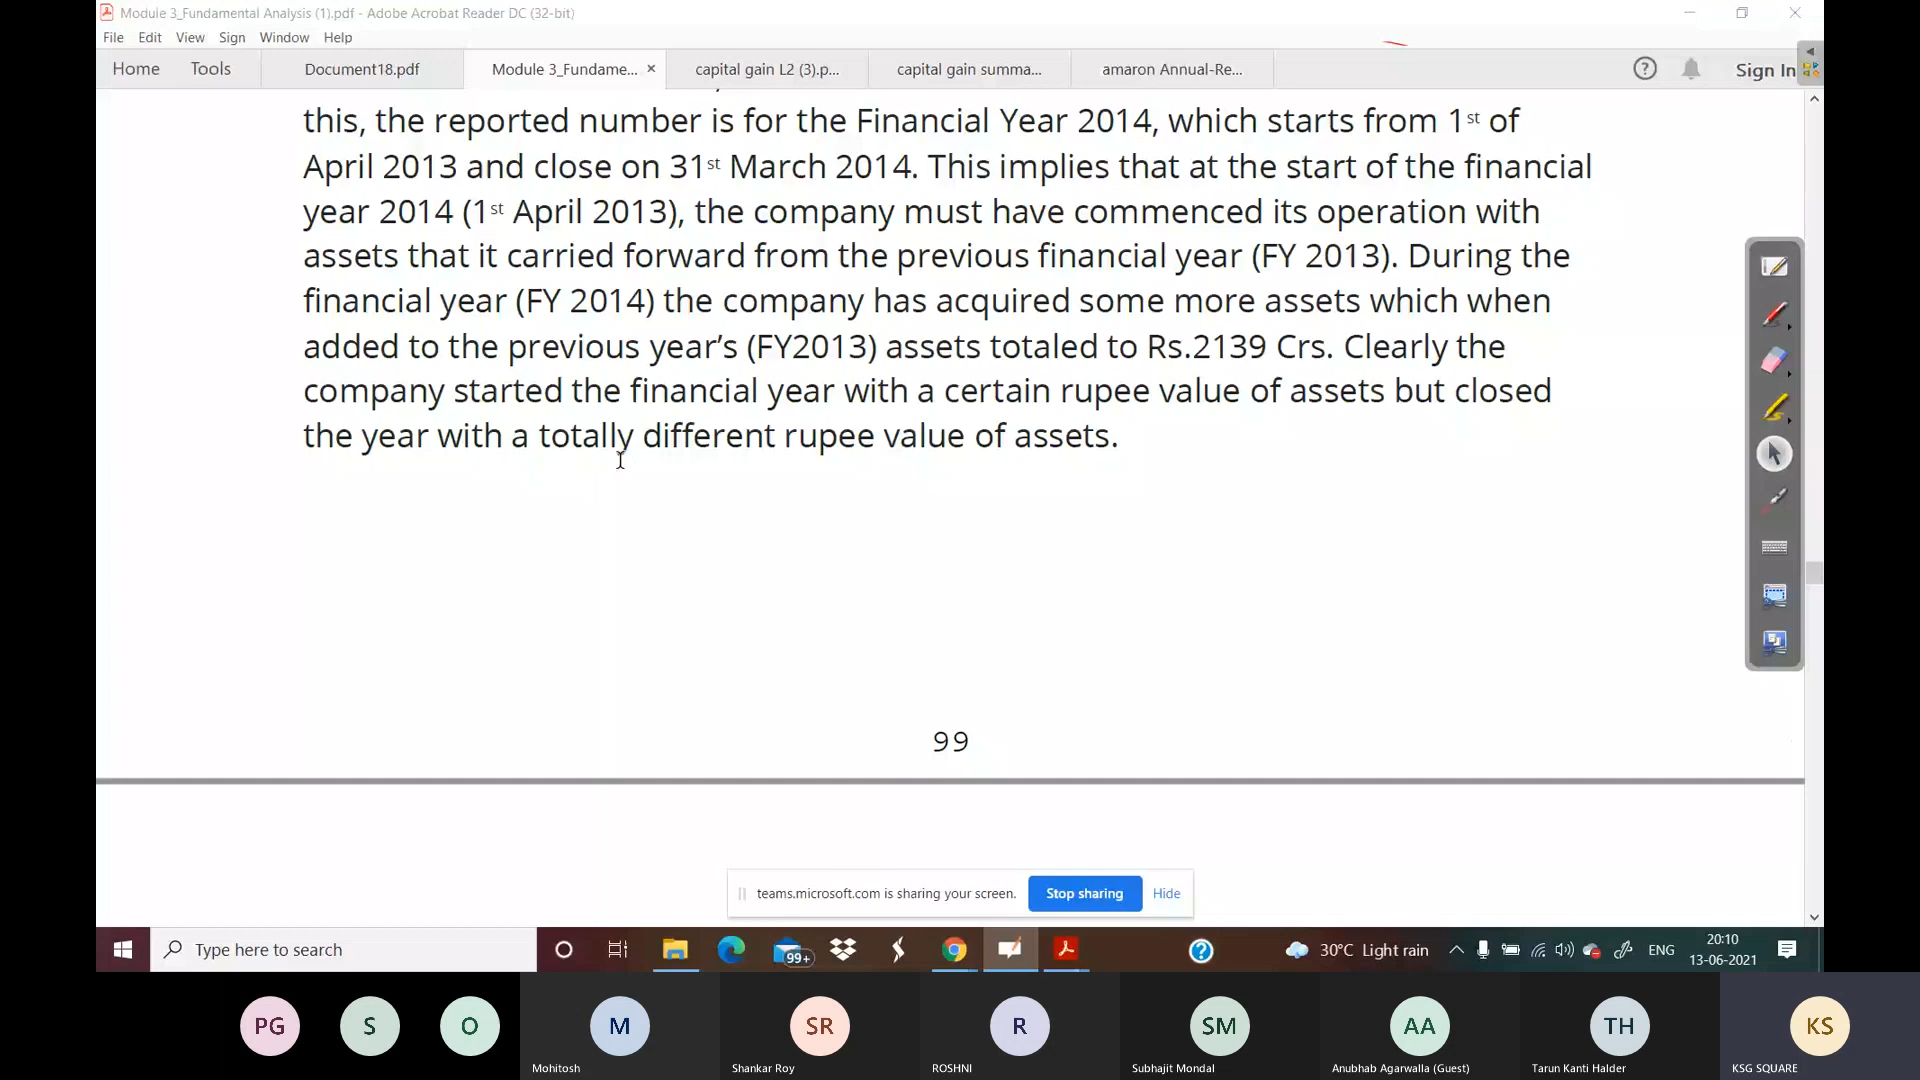 Module 3_Fundamental Analysis (1).pdf - Adobe Acrobat Reader DC (32-bit)
File Edit View Sign Window Help
Home Tools Document18.pdf Module 3_Fundame... × capital gain L2 (3).p... capital gain summa... amaron Annual-Re... Sign In
this, the reported number is for the Financial Year 2014, which starts from 1st of
April 2013 and close on 31st March 2014. This implies that at the start of the financial
year 2014 (1st April 2013), the company must have commenced its operation with
assets that it carried forward from the previous financial year (FY 2013). During the
financial year (FY 2014) the company has acquired some more assets which when
added to the previous year’s (FY2013) assets totaled to Rs.2139 Crs. Clearly the
company started the financial year with a certain rupee value of assets but closed
the year with a totally different rupee value of assets.
99
teams.microsoft.com is sharing your screen. Stop sharing Hide
Type here to search 99+ 30°C Light rain ENG 20:10
13-06-2021
PG S O M SR R SM AA TH KS
Mohitosh Shankar Roy ROSHNI Subhajit Mondal Anubhab Agarwalla (Guest) Tarun Kanti Halder KSG SQUARE